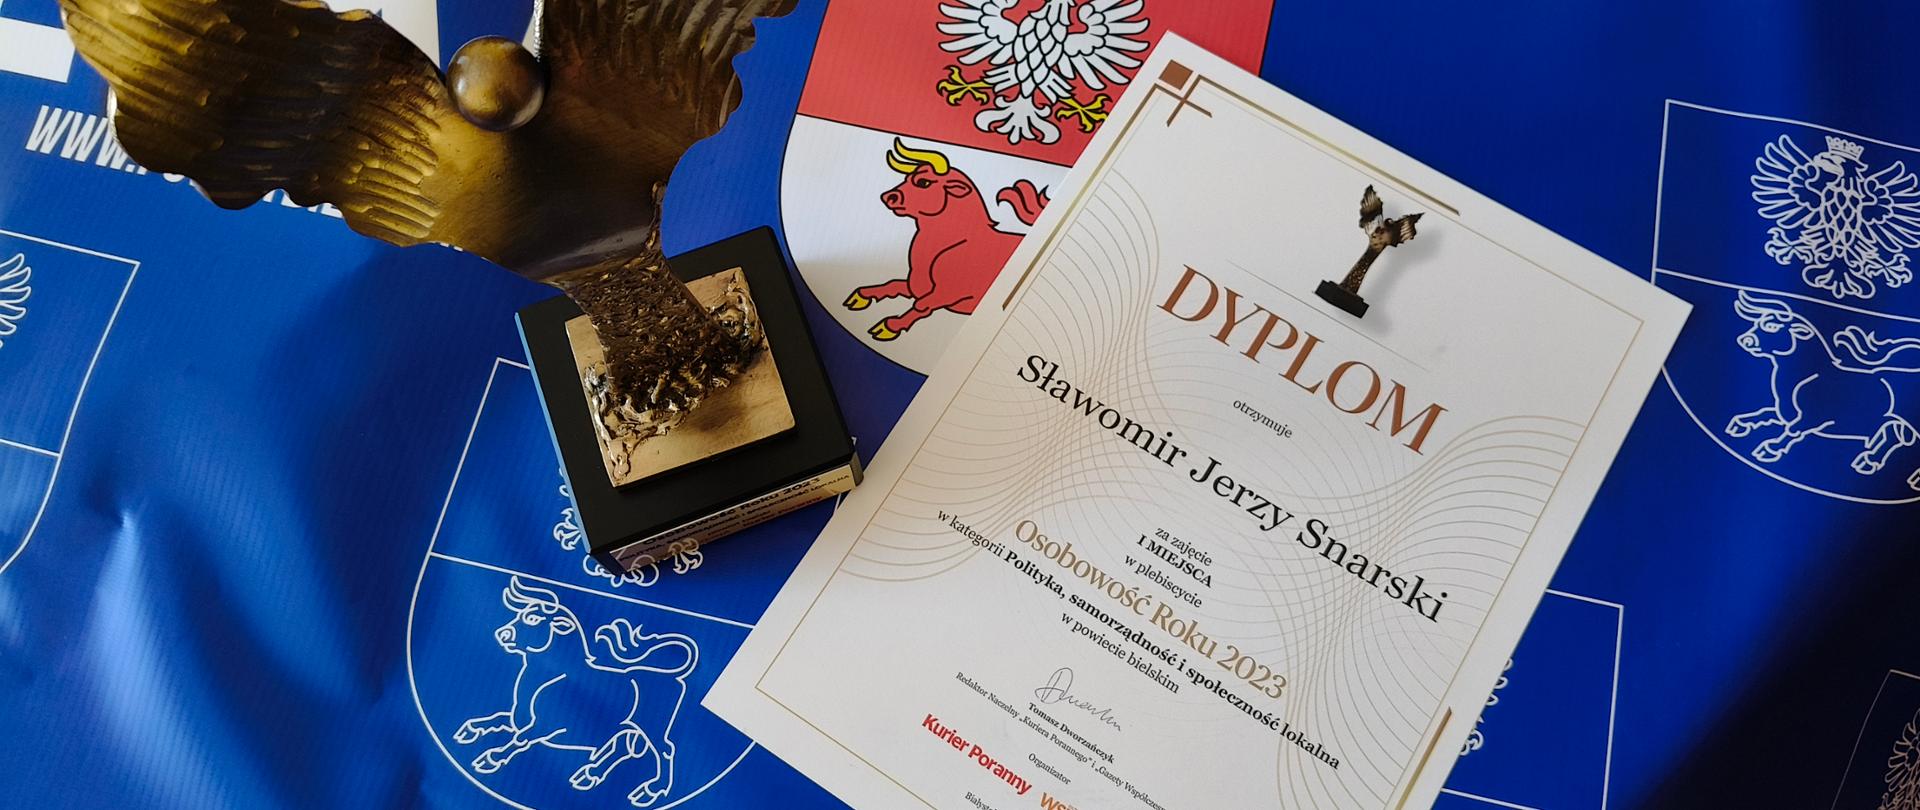 WWW.
DYPLOM
otrzymuje
Sławomir Jerzy Snarski
za zajęcie
I MIEJSCA
w plebiscycie
Osobowość Roku 2023
w kategorii Polityka, samorządność i społeczność lokalna
w powiecie bielskim
Tomasz Dworzańczyk
Redaktor Naczelny „Kuriera Porannego” i „Gazety Współczesnej
Organizator
Kurier Poranny